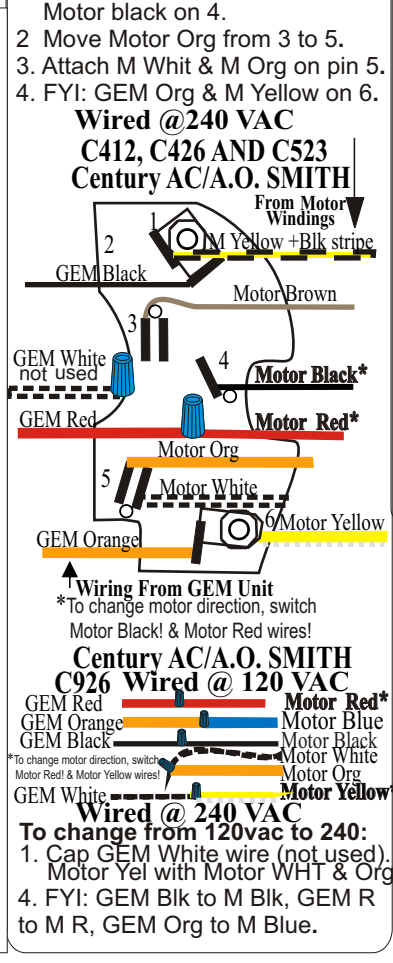 Motor black on 4.
2 Move Motor Org from 3 to 5.
3. Attach M Whit & M Org on pin 5.
4. FYI: GEM Org & M Yellow on 6.
Wired @240 VAC
C412, C426 AND C523
Century AC/A.O. SMITH
From Motor
Windings
1
2
M Yellow +Blk stripe
GEM Black
Motor Brown
3
GEM White
not used
4
Motor Black*
GEM Red
Motor Red*
Motor Org
5
Motor White
6
Motor Yellow
GEM Orange
Wiring From GEM Unit
*To change motor direction, switch
Motor Black! & Motor Red wires!
Century AC/A.O. SMITH
C926 Wired @ 120 VAC
GEM Red
Motor Red*
GEM Orange
Motor Blue
GEM Black
Motor Black
*To change motor direction, switch
Motor White
Motor Red! & Motor Yellow wires!
Motor Org
GEM White
Motor Yellow*
Wired @ 240 VAC
To change from 120vac to 240:
1. Cap GEM White wire (not used).
Motor Yel with Motor WHT & Org
4. FYI: GEM Blk to M Blk, GEM R
to M R, GEM Org to M Blue.